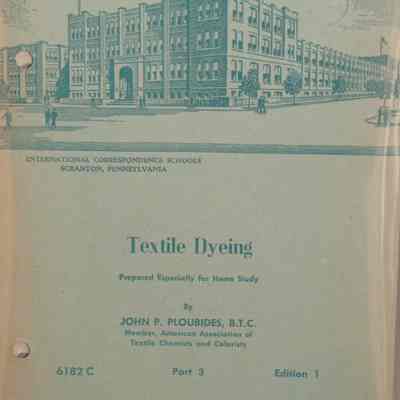 INTERNATIONAL CORRESPONDENCE SCHOOLS
SCRANTON, PENNSYLVANIA
Textile Dyeing
Prepared Especially for Home Study
By
JOHN P. PLOUBIDES, B.T.C.
Member, American Association of
Textile Chemists and Colorists
6182 C Part 3 Edition 1